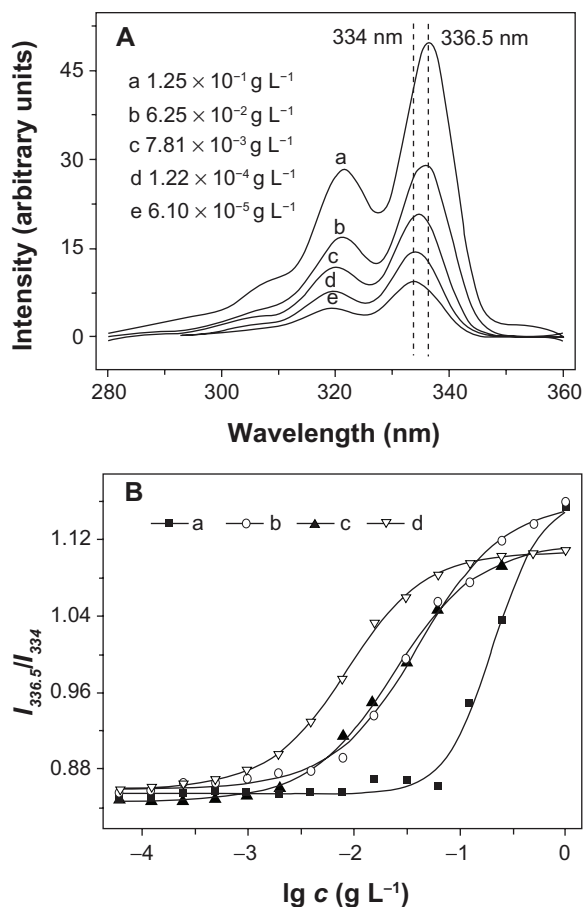 A
334 nm
336.5 nm
a 1.25 × 10⁻¹ g L⁻¹
b 6.25 × 10⁻² g L⁻¹
c 7.81 × 10⁻³ g L⁻¹
d 1.22 × 10⁻⁴ g L⁻¹
e 6.10 × 10⁻⁵ g L⁻¹
45
30
15
0
Intensity (arbitrary units)
a
b
c
d
e
280 300 320 340 360
Wavelength (nm)
B
a b c d
1.12
1.04
0.96
0.88
I336.5/I334
−4 −3 −2 −1 0
lg c (g L⁻¹)